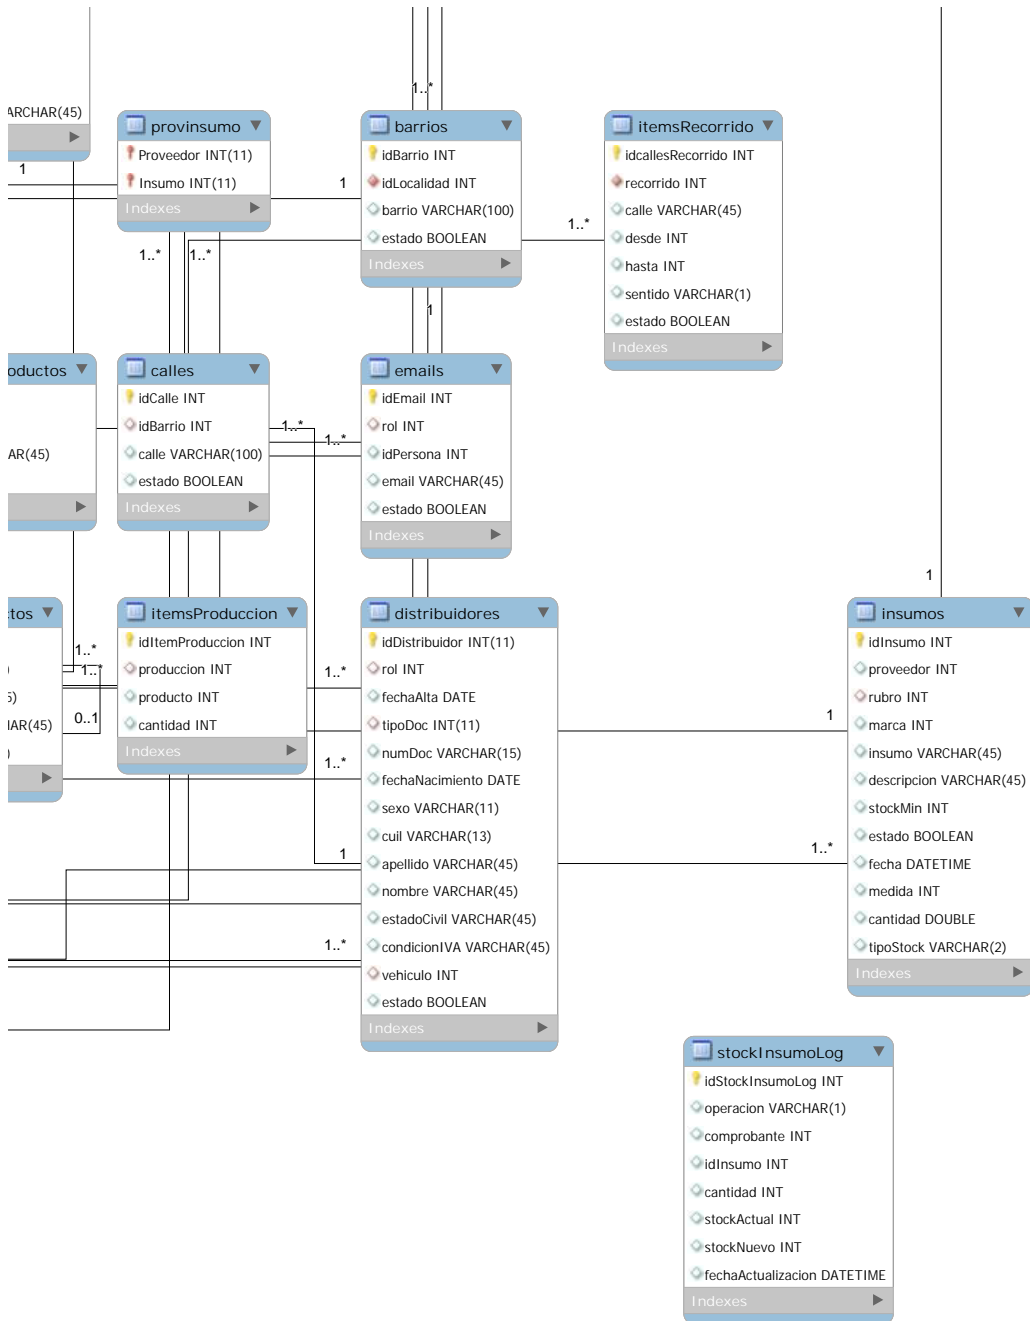 1..*
ARCHAR(45)
1
provinsumo
Proveedor INT(11)
Insumo INT(11)
Indexes
1
barrios
idBarrio INT
idLocalidad INT
barrio VARCHAR(100)
estado BOOLEAN
Indexes
1..*
itemsRecorrido
idcallesRecorrido INT
recorrido INT
calle VARCHAR(45)
desde INT
hasta INT
sentido VARCHAR(1)
estado BOOLEAN
Indexes
1..*
1..*
1
oductos
AR(45)
calles
idCalle INT
idBarrio INT
calle VARCHAR(100)
estado BOOLEAN
Indexes
1..*
1..*
emails
idEmail INT
rol INT
idPersona INT
email VARCHAR(45)
estado BOOLEAN
Indexes
1
tos
)
5)
IAR(45)
)
1..*
1..*
0..1
itemsProduccion
idItemProduccion INT
produccion INT
producto INT
cantidad INT
Indexes
1..*
1..*
1
1..*
distribuidores
idDistribuidor INT(11)
rol INT
fechaAlta DATE
tipoDoc INT(11)
numDoc VARCHAR(15)
fechaNacimiento DATE
sexo VARCHAR(11)
cuil VARCHAR(13)
apellido VARCHAR(45)
nombre VARCHAR(45)
estadoCivil VARCHAR(45)
condicionIVA VARCHAR(45)
vehiculo INT
estado BOOLEAN
Indexes
1
1..*
insumos
idInsumo INT
proveedor INT
rubro INT
marca INT
insumo VARCHAR(45)
descripcion VARCHAR(45)
stockMin INT
estado BOOLEAN
fecha DATETIME
medida INT
cantidad DOUBLE
tipoStock VARCHAR(2)
Indexes
stockInsumoLog
idStockInsumoLog INT
operacion VARCHAR(1)
comprobante INT
idInsumo INT
cantidad INT
stockActual INT
stockNuevo INT
fechaActualizacion DATETIME
Indexes